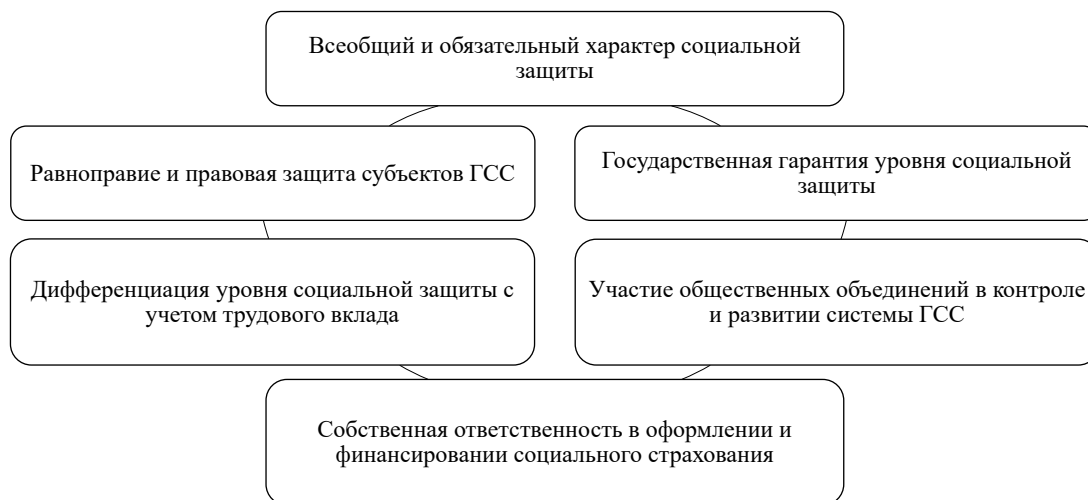 Всеобщий и обязательный характер социальной
защиты
Равноправие и правовая защита субъектов ГСС
Государственная гарантия уровня социальной
защиты
Дифференциация уровня социальной защиты с
учетом трудового вклада
Участие общественных объединений в контроле
и развитии системы ГСС
Собственная ответственность в оформлении и
финансировании социального страхования